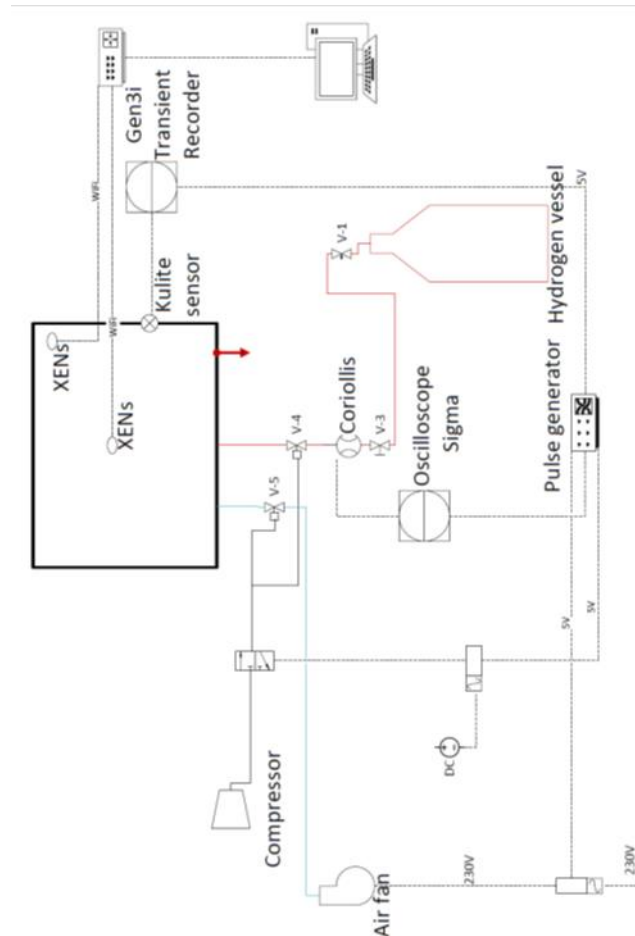 WiFi
WiFi
Gen3i
Transient
Recorder
XENs
XENs
Kulite
sensor
V-1
V-4
V-5
Coriollis
V-3
Oscilloscope
Sigma
Hydrogen vessel
5V
Pulse generator
5V
5V
DC
Compressor
Air fan
230V
230V